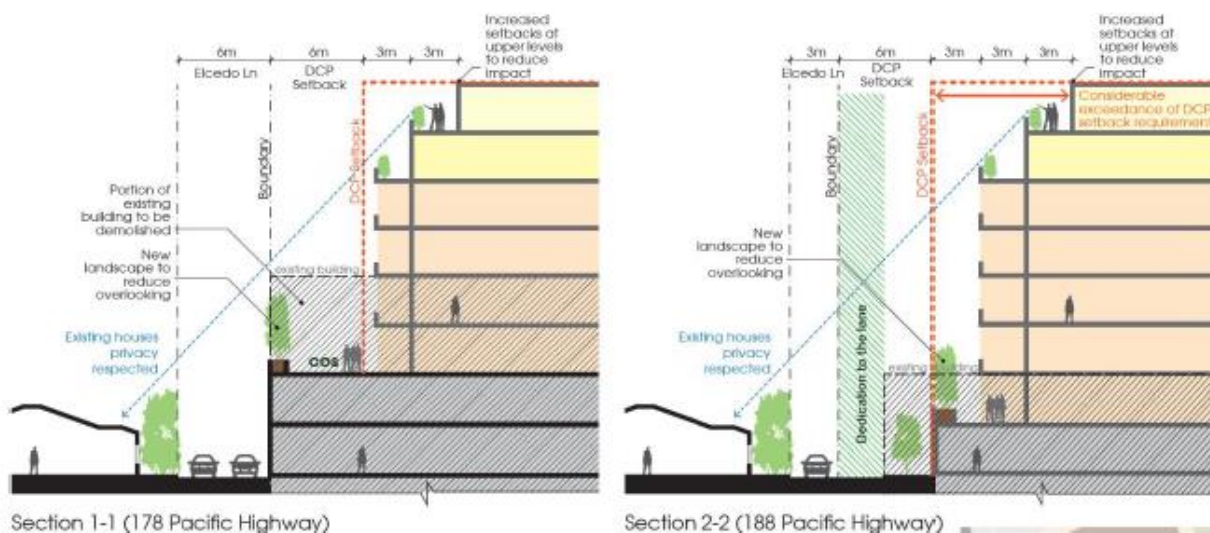 Increased
setbacks at
upper levels
to reduce
impact
6m
6m
3m
3m
Elcedo Ln
DCP
Setback
Boundary
DCP Setback
Portion of
existing
building to be
demolished
New
landscape to
reduce
overlooking
existing building
Existing houses
privacy
respected
COS
Section 1-1 (178 Pacific Highway)
Increased
setbacks at
upper levels
to reduce
impact
3m
6m
3m
3m
3m
Elcedo Ln
DCP
Setback
Considerable
exceedance of DCP
setback requirement
Boundary
DCP Setback
New
landscape to
reduce
overlooking
Existing houses
privacy
respected
Dedication to the lane
existing building
Section 2-2 (188 Pacific Highway)